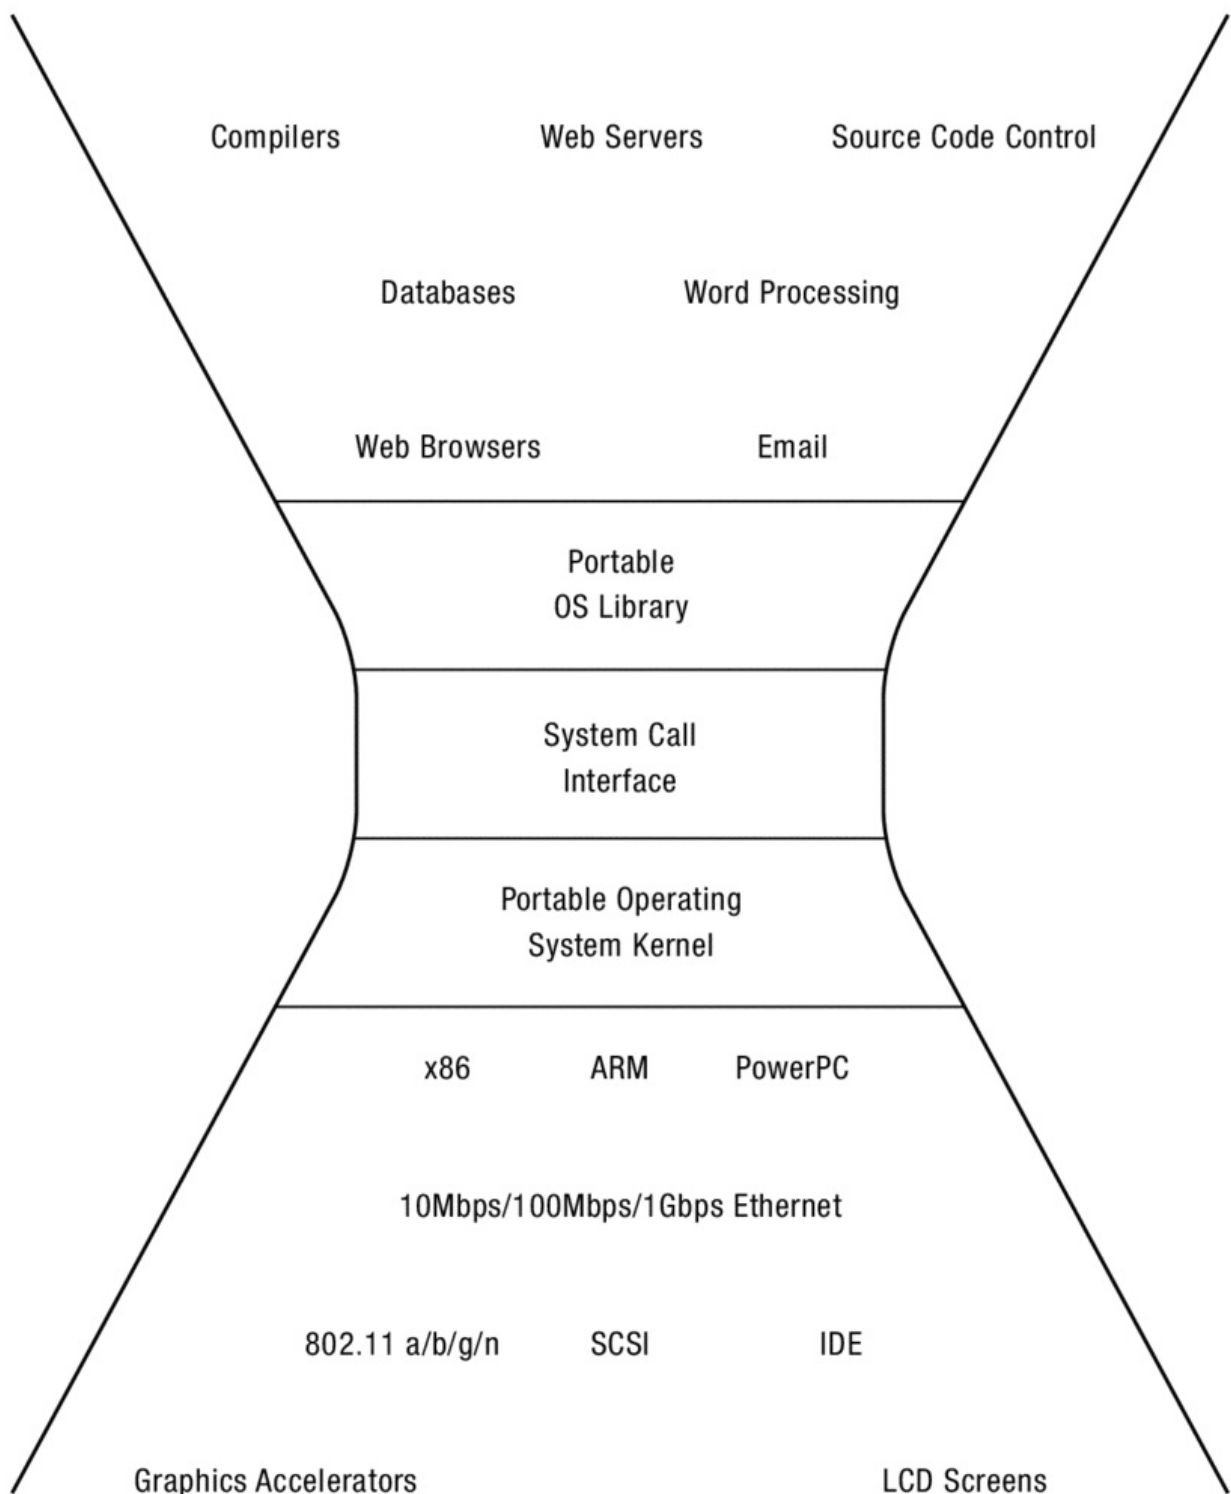 Compilers Web Servers Source Code Control
Databases Word Processing
Web Browsers Email
Portable
OS Library
System Call
Interface
Portable Operating
System Kernel
x86 ARM PowerPC
10Mbps/100Mbps/1Gbps Ethernet
802.11 a/b/g/n SCSI IDE
Graphics Accelerators LCD Screens